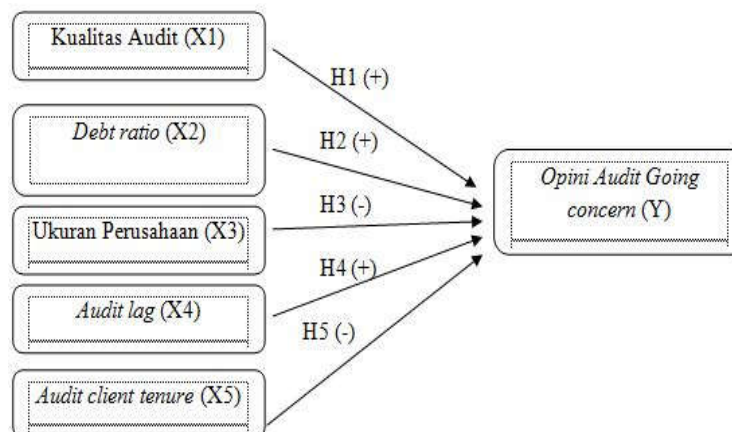 Kualitas Audit (X1)
H1 (+)
Debt ratio (X2)
H2 (+)
Ukuran Perusahaan (X3)
H3 (-)
Audit lag (X4)
H4 (+)
Audit client tenure (X5)
H5 (-)
Opini Audit Going
concern (Y)